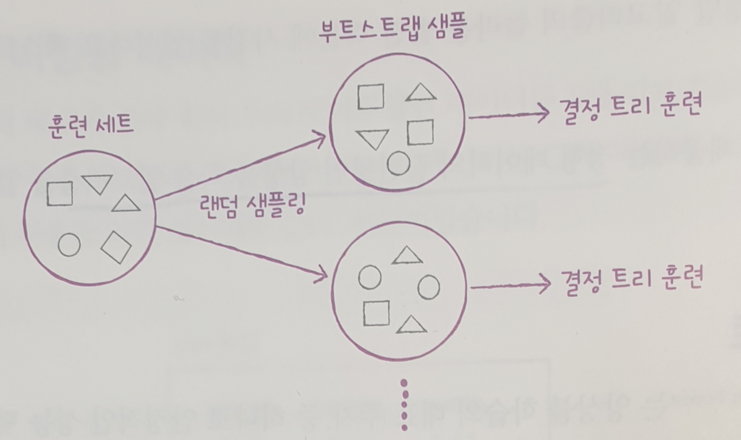 부트스트랩 샘플
결정 트리 훈련
훈련 세트
랜덤 샘플링
결정 트리 훈련